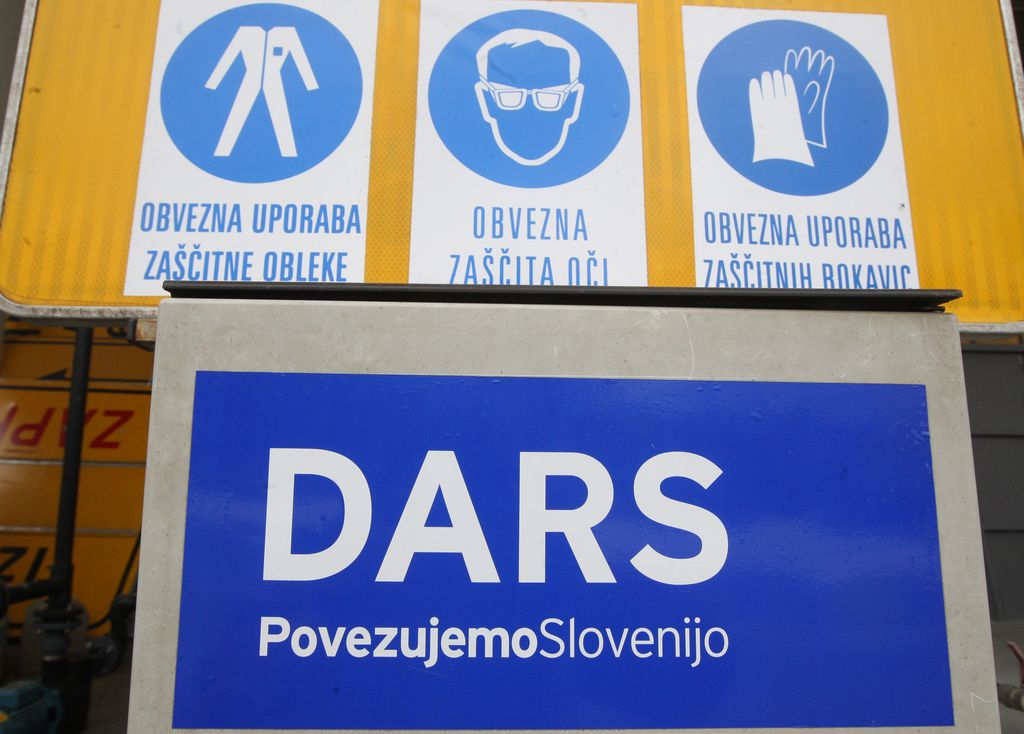 OBVEZNA UPORABA
ZAŠČITNE OBLEKE
OBVEZNA
ZAŠČITA OČI
OBVEZNA UPORABA
ZAŠČITNIH ROKAVIC
DARS
PovezujemoSlovenijo